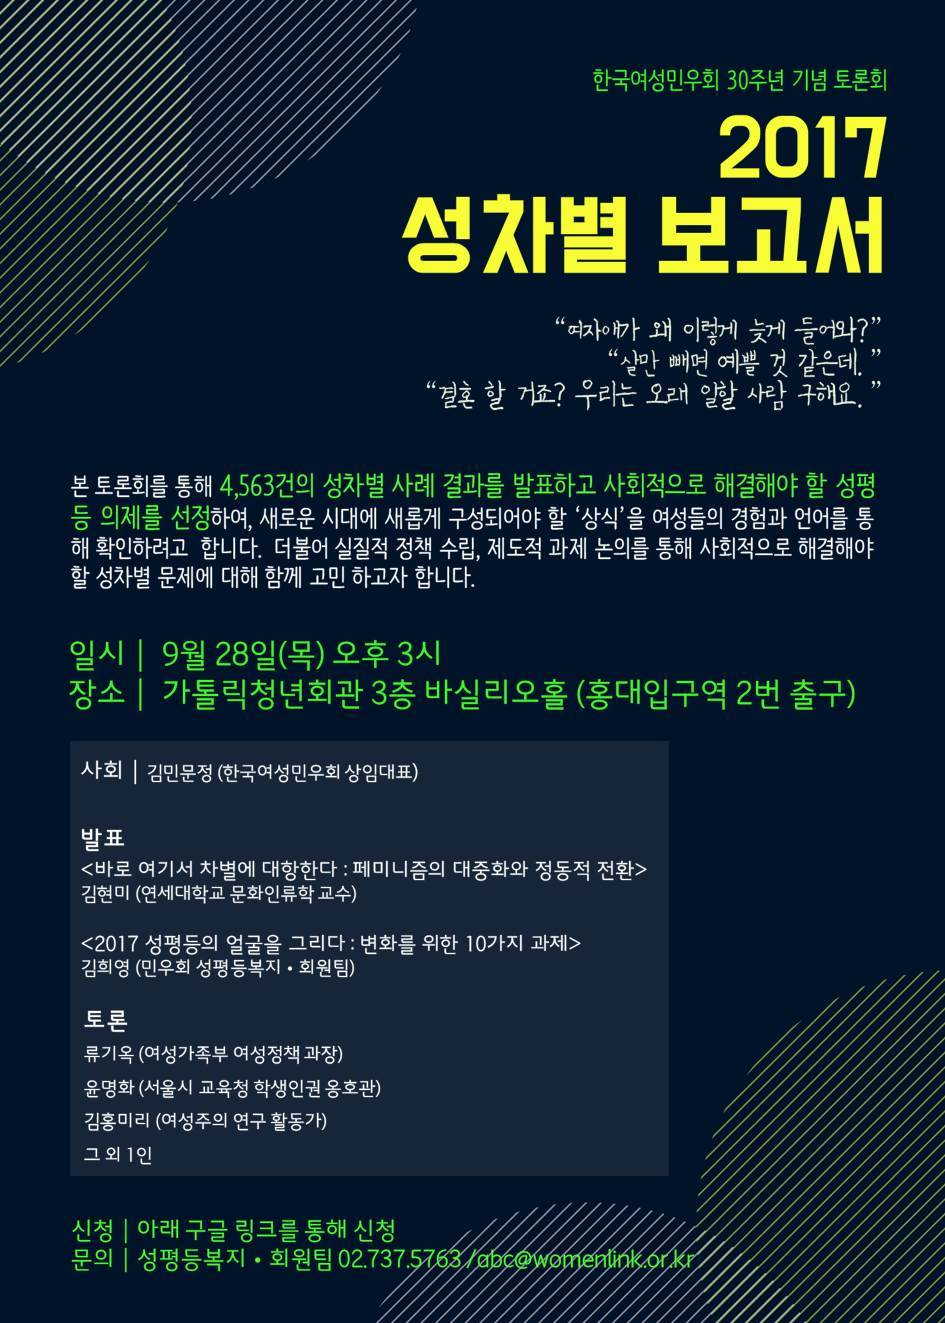 한국여성민우회 30주년 기념 토론회
2017
성차별 보고서
“여자애가 왜 이렇게 늦게 들어와?”
“살만 빼면 예쁠 것 같은데. ”
“결혼 할 거죠? 우리는 오래 일할 사람 구해요. ”
본 토론회를 통해 4,563건의 성차별 사례 결과를 발표하고 사회적으로 해결해야 할 성평
등 의제를 선정하여, 새로운 시대에 새롭게 구성되어야 할 ‘상식’을 여성들의 경험과 언어를 통
해 확인하려고 합니다. 더불어 실질적 정책 수립, 제도적 과제 논의를 통해 사회적으로 해결해야
할 성차별 문제에 대해 함께 고민 하고자 합니다.
일시 | 9월 28일(목) 오후 3시
장소 | 가톨릭청년회관 3층 바실리오홀 (홍대입구역 2번 출구)
사회 | 김민문정 (한국여성민우회 상임대표)
발표
<바로 여기서 차별에 대항한다 : 페미니즘의 대중화와 정동적 전환>
김현미 (연세대학교 문화인류학 교수)
<2017 성평등의 얼굴을 그리다 : 변화를 위한 10가지 과제>
김희영 (민우회 성평등복지 • 회원팀)
토론
류기옥 (여성가족부 여성정책 과장)
윤명화 (서울시 교육청 학생인권 옹호관)
김홍미리 (여성주의 연구 활동가)
그 외 1인
신청 | 아래 구글 링크를 통해 신청
문의 | 성평등복지 • 회원팀 02.737.5763 /abc@womenlink.or.kr